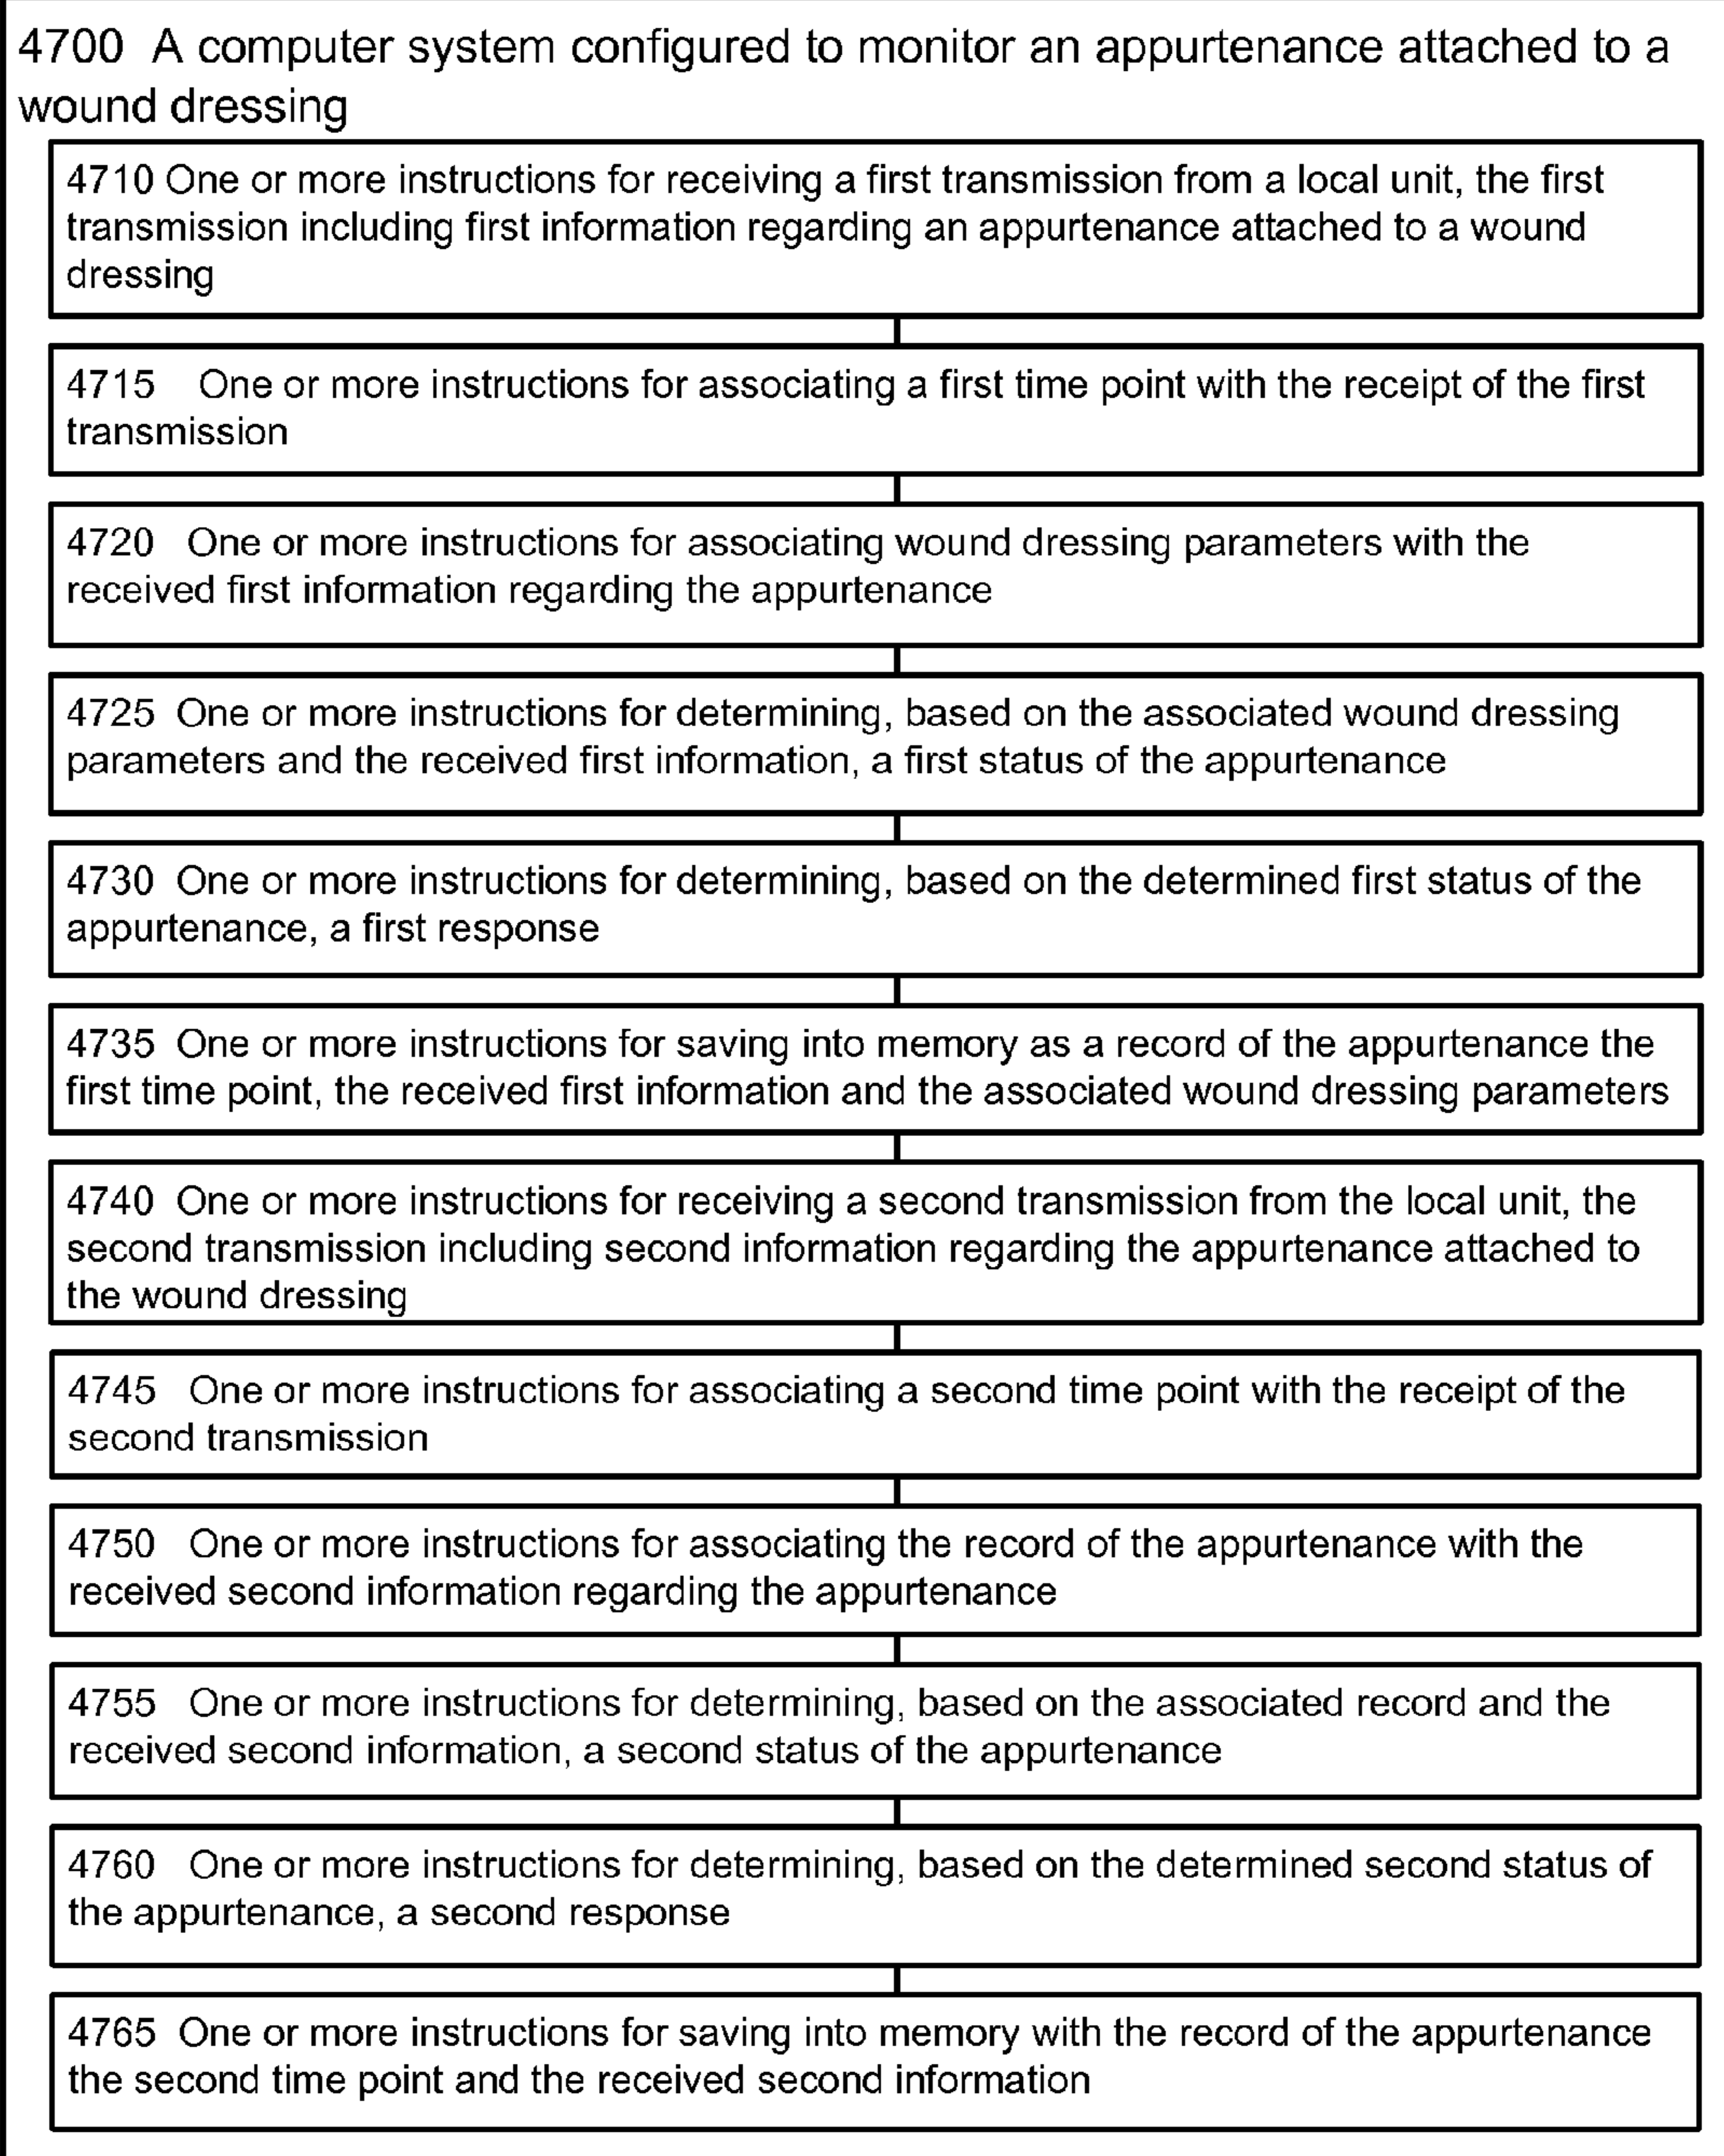 4700 A computer system configured to monitor an appurtenance attached to a
wound dressing
4710 One or more instructions for receiving a first transmission from a local unit, the first
transmission including first information regarding an appurtenance attached to a wound
dressing
4715 One or more instructions for associating a first time point with the receipt of the first
transmission
4720 One or more instructions for associating wound dressing parameters with the
received first information regarding the appurtenance
4725 One or more instructions for determining, based on the associated wound dressing
parameters and the received first information, a first status of the appurtenance
4730 One or more instructions for determining, based on the determined first status of the
appurtenance, a first response
4735 One or more instructions for saving into memory as a record of the appurtenance the
first time point, the received first information and the associated wound dressing parameters
4740 One or more instructions for receiving a second transmission from the local unit, the
second transmission including second information regarding the appurtenance attached to
the wound dressing
4745 One or more instructions for associating a second time point with the receipt of the
second transmission
4750 One or more instructions for associating the record of the appurtenance with the
received second information regarding the appurtenance
4755 One or more instructions for determining, based on the associated record and the
received second information, a second status of the appurtenance
4760 One or more instructions for determining, based on the determined second status of
the appurtenance, a second response
4765 One or more instructions for saving into memory with the record of the appurtenance
the second time point and the received second information